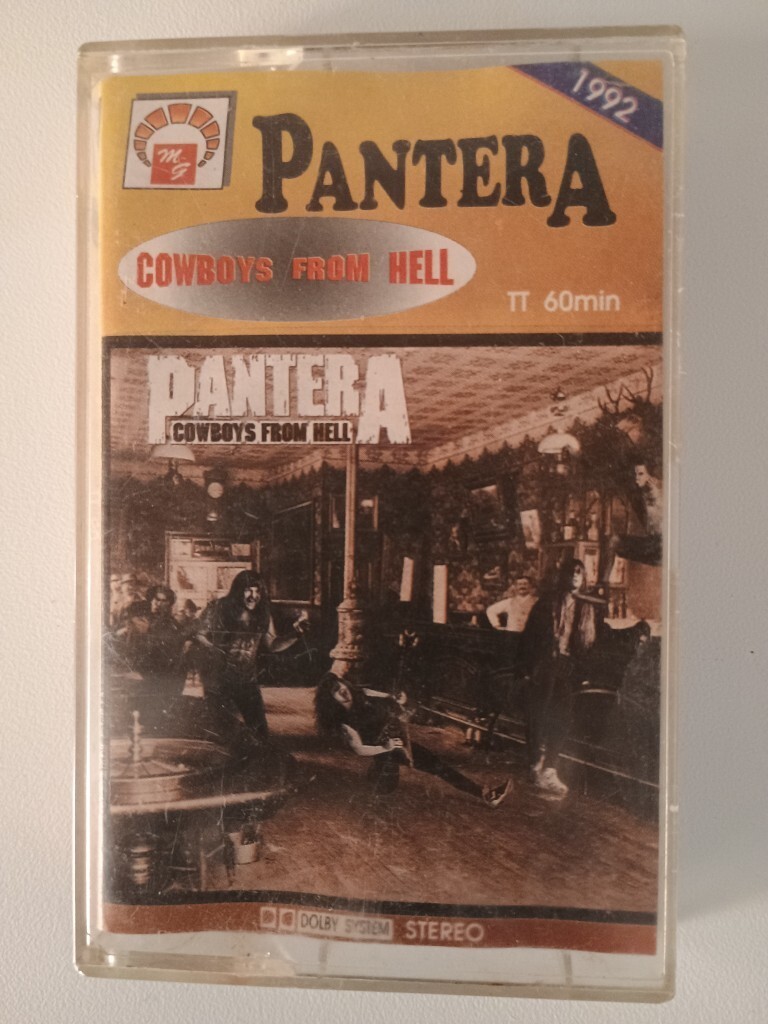 1992
M-G
PANTERA
COWBOYS FROM HELL
TT 60min
PANTERA
COWBOYS FROM HELL
DOLBY SYSTEM STEREO